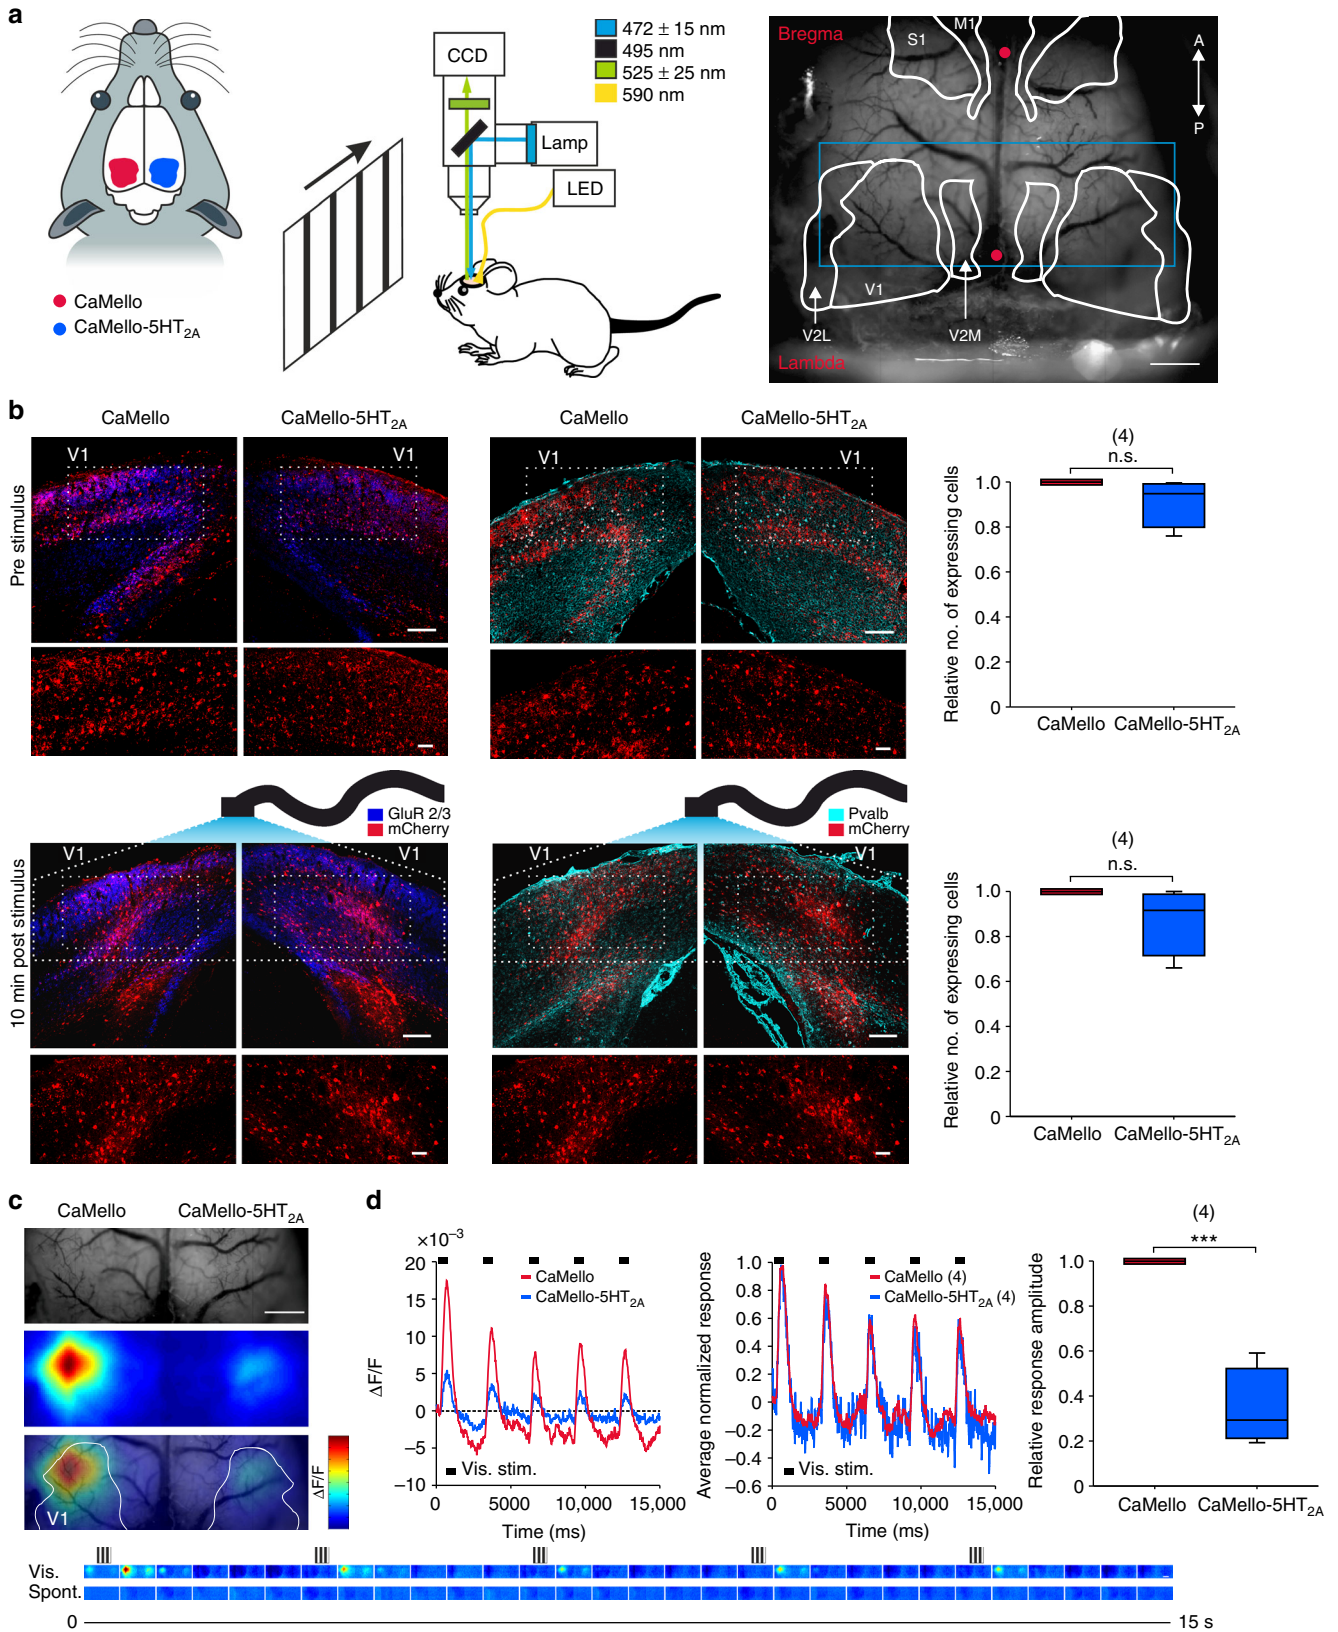 a
CCD
Lamp
LED
472 ± 15 nm
495 nm
525 ± 25 nm
590 nm
CaMello
CaMello-5HT2A
Bregma
M1
S1
A
P
V1
V2L
V2M
Lambda
b
CaMello
CaMello-5HT2A
CaMello
CaMello-5HT2A
Pre stimulus
V1
V1
V1
V1
(4)
n.s.
Relative no. of expressing cells
1.0
0.8
0.6
0.4
0.2
0
CaMello
CaMello-5HT2A
10 min post stimulus
GluR 2/3
mCherry
V1
V1
Pvalb
mCherry
V1
V1
(4)
n.s.
Relative no. of expressing cells
1.0
0.8
0.6
0.4
0.2
0
CaMello
CaMello-5HT2A
c
CaMello
CaMello-5HT2A
V1
ΔF/F
d
×10−3
20
15
10
5
0
−5
−10
ΔF/F
CaMello
CaMello-5HT2A
Vis. stim.
0
5000
10,000
15,000
Time (ms)
Average normalized response
1.0
0.8
0.6
0.4
0.2
0
−0.2
−0.4
−0.6
CaMello (4)
CaMello-5HT2A (4)
Vis. stim.
0
5000
10,000
15,000
Time (ms)
(4)
***
Relative response amplitude
1.0
0.8
0.6
0.4
0.2
0
CaMello
CaMello-5HT2A
Vis.
Spont.
0
15 s